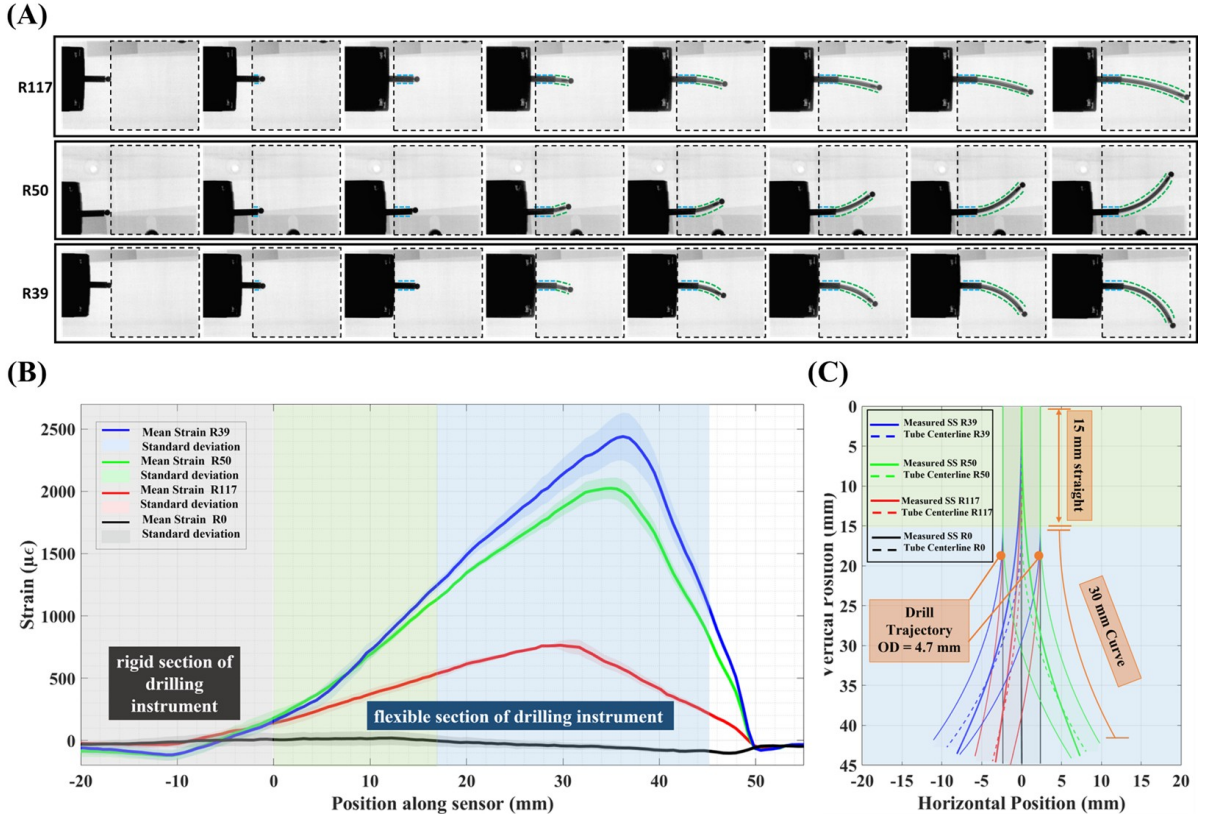 (A)
R117
R50
R39
(B)
2500
2000
1500
1000
500
0
-20
-10
0
10
20
30
40
50
Strain (με)
Position along sensor (mm)
Mean Strain R39
Standard deviation
Mean Strain R50
Standard deviation
Mean Strain R117
Standard deviation
Mean Strain R0
Standard deviation
rigid section of
drilling
instrument
flexible section of drilling instrument
(C)
0
5
10
15
20
25
30
35
40
45
-20
-15
-10
-5
0
5
10
15
20
Vertical Position (mm)
Horizontal Position (mm)
Measured SS R39
Tube Centerline R39
Measured SS R50
Tube Centerline R50
Measured SS R117
Tube Centerline R117
Measured SS R0
Tube Centerline R0
15 mm straight
30 mm Curve
Drill
Trajectory
OD = 4.7 mm